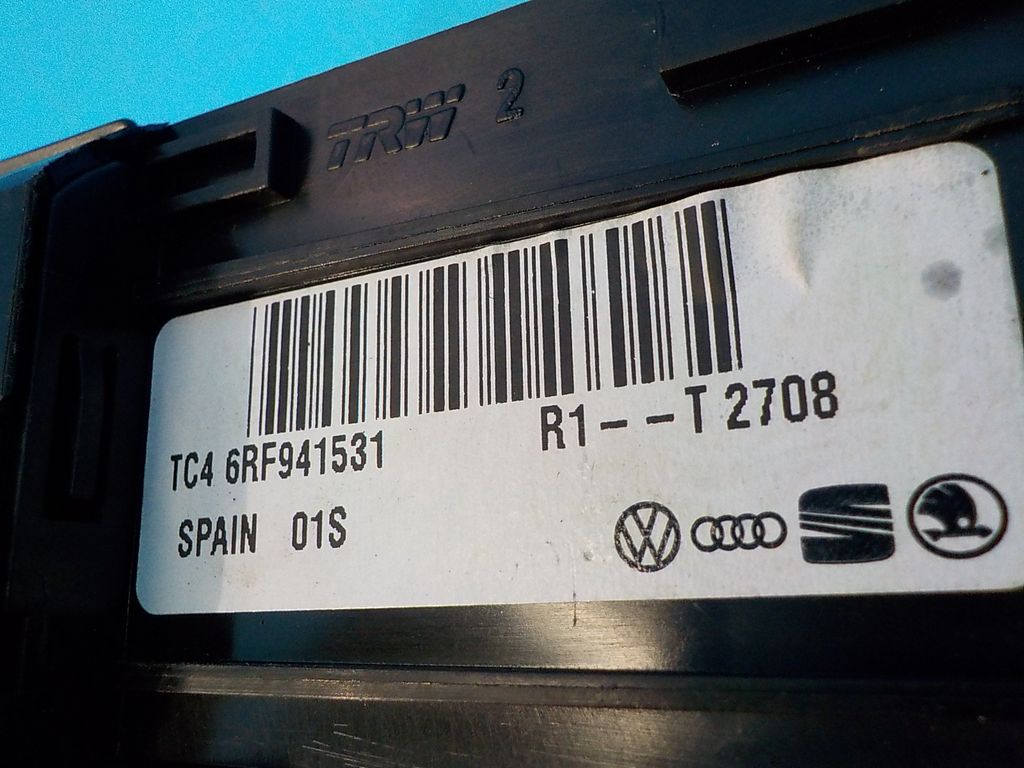 TRW 2
R1--T 2708
TC4 6RF941531
SPAIN 01S